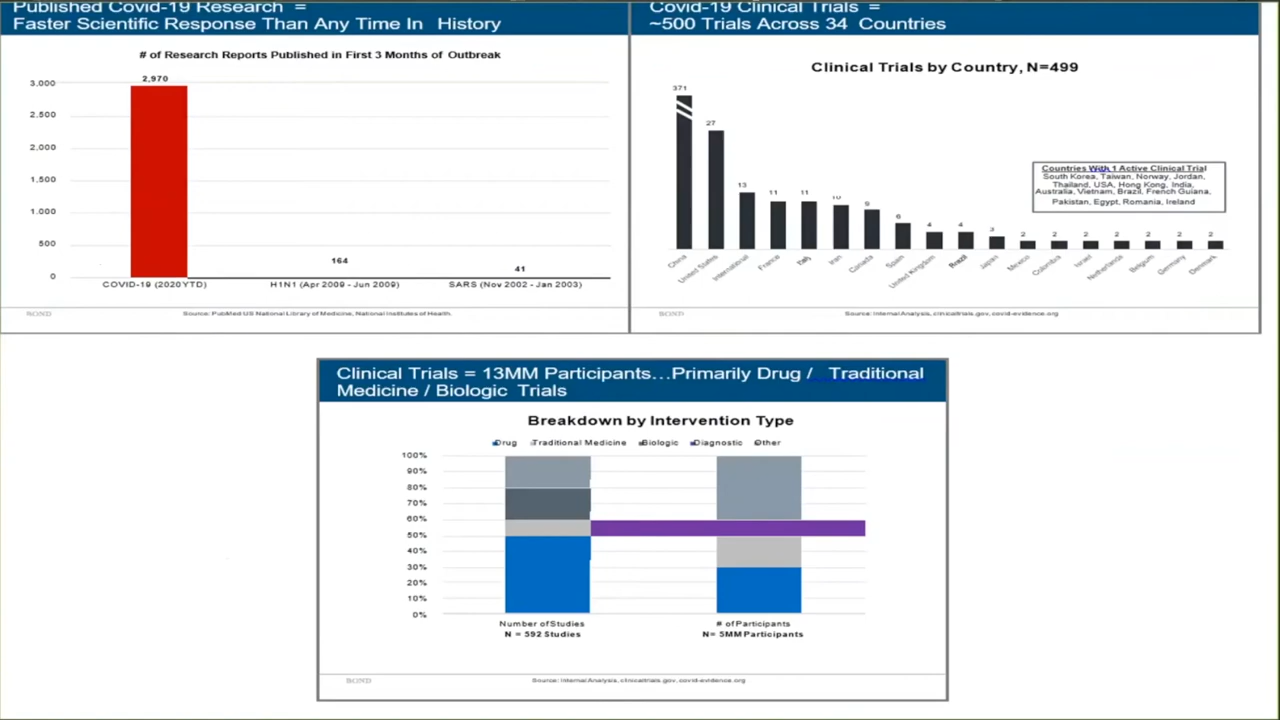 Published Covid-19 Research =
Faster Scientific Response Than Any Time In History
# of Research Reports Published in First 3 Months of Outbreak
3,000
2,500
2,000
1,500
1.000
500
0
2,970
164
41
COVID-19 (2020YTD)
H1N1 (Apr 2009 - Jun 2009)
SARS (Nov 2002 - Jan 2003)
BOND
Source: PubMed US National Library of Medicine, National Institutes of Health.
Covid-19 Clinical Trials =
~500 Trials Across 34 Countries
Clinical Trials by Country, N=499
371
27
13
11
11
10
9
6
4
4
3
2
2
2
2
2
2
2
Countries With 1 Active Clinical Trial
South Korea, Taiwan, Norway, Jordan,
Thailand, USA, Hong Kong, India,
Australia, Vietnam, Brazil, French Guiana,
Pakistan, Egypt, Romania, Ireland
China
United States
International
France
Italy
Iran
Canada
Spain
United Kingdom
Brazil
Japan
Mexico
Colombia
Israel
Netherlands
Belgium
Germany
Denmark
BOND
Source: Internal Analysis, clinicaltrials.gov, covid-evidence.org
Clinical Trials = 13MM Participants…Primarily Drug / Traditional
Medicine / Biologic Trials
Breakdown by Intervention Type
Drug Traditional Medicine Biologic Diagnostic Other
100%
90%
80%
70%
60%
50%
40%
30%
20%
10%
0%
Number of Studies
N = 592 Studies
# of Participants
N= 5MM Participants
BOND
Source: Internal Analysis, clinicaltrials.gov, covid-evidence.org